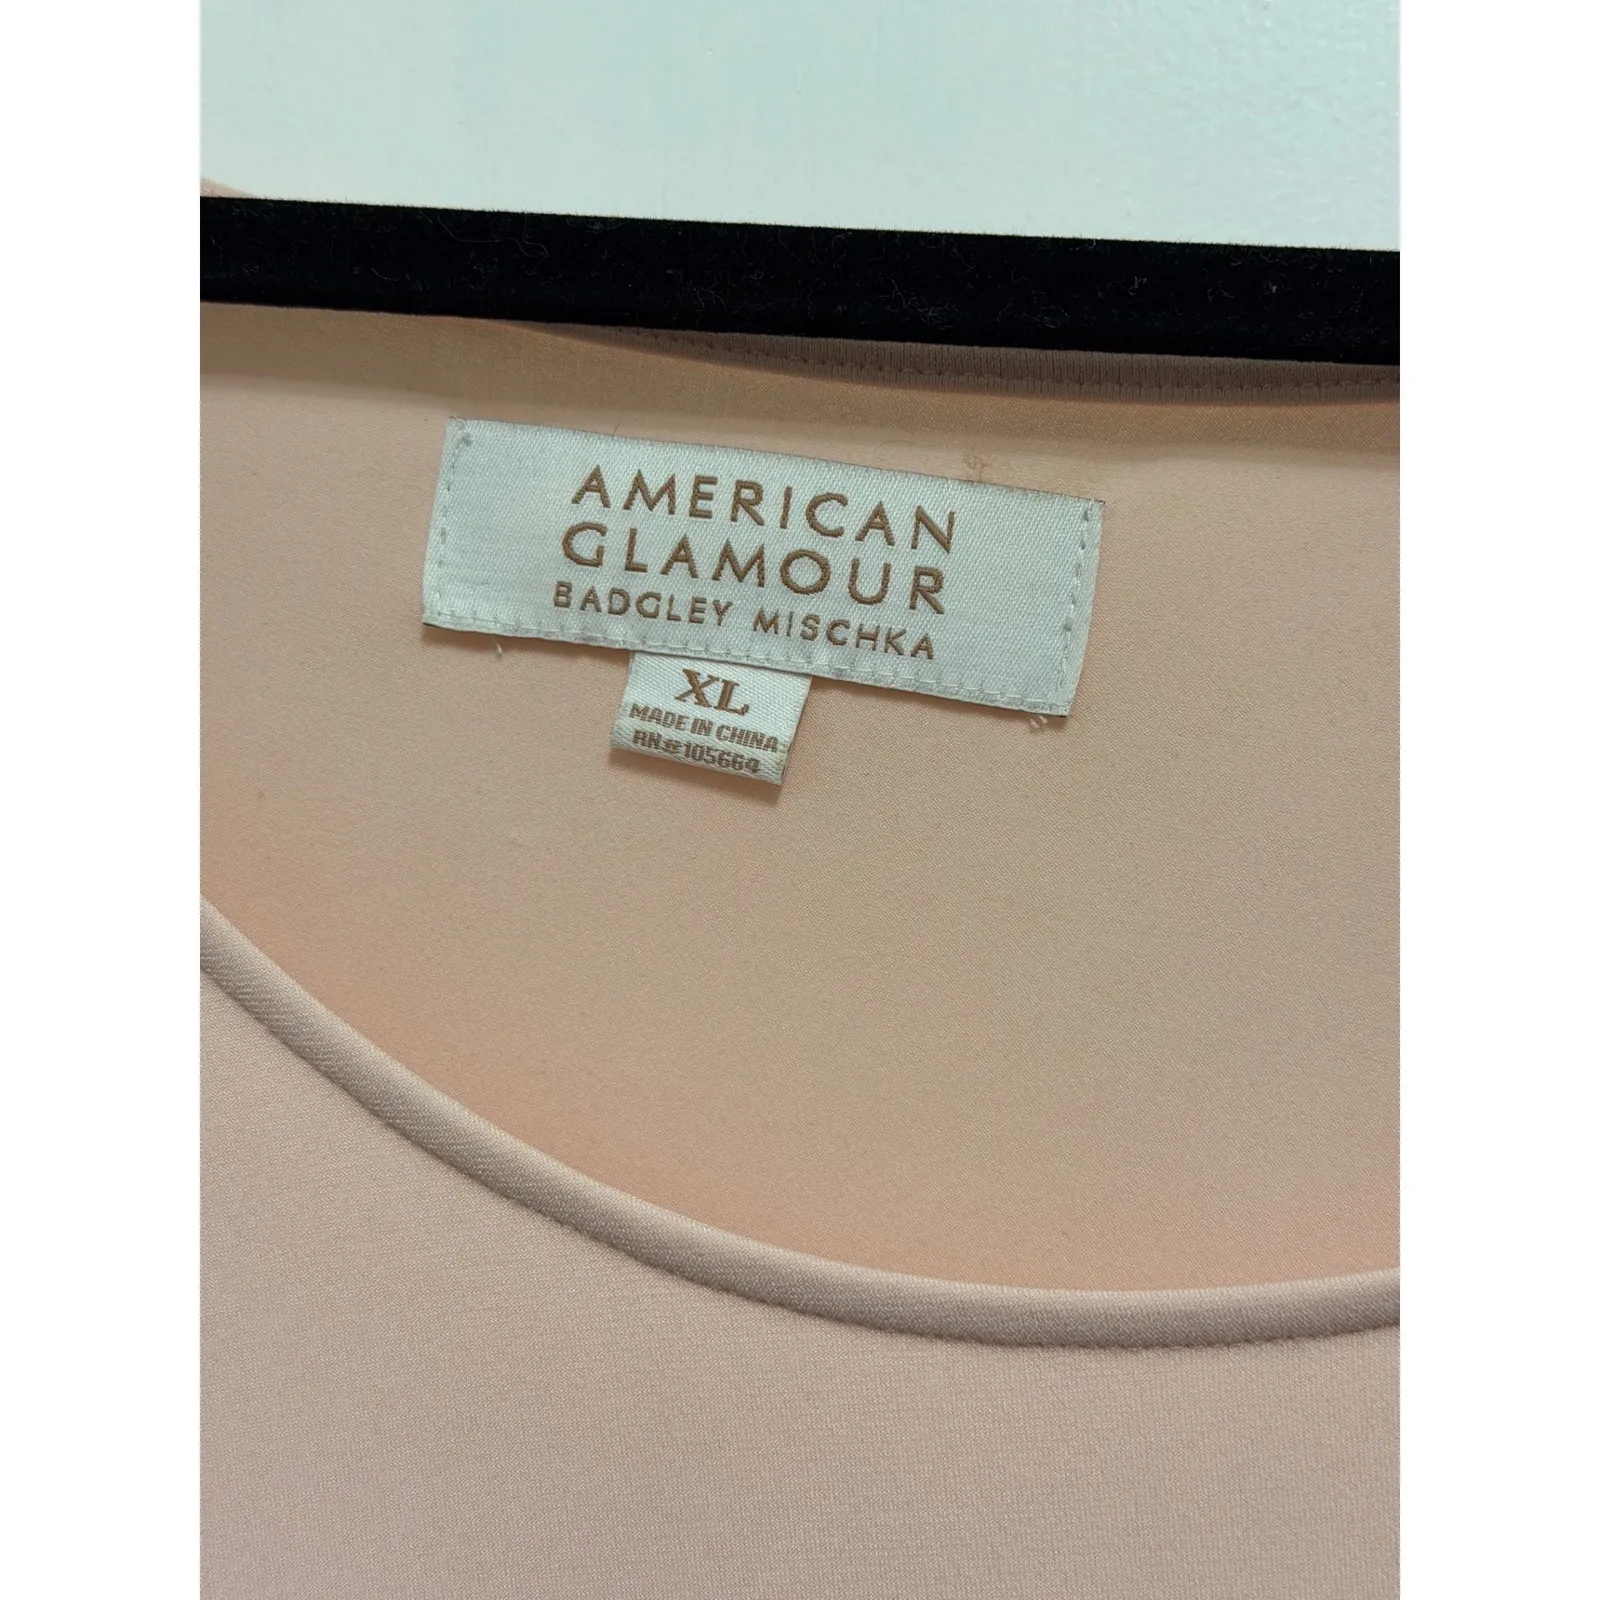 AMERICAN
GLAMOUR
BADGLEY MISCHKA
XL
MADE IN CHINA
RN#105664